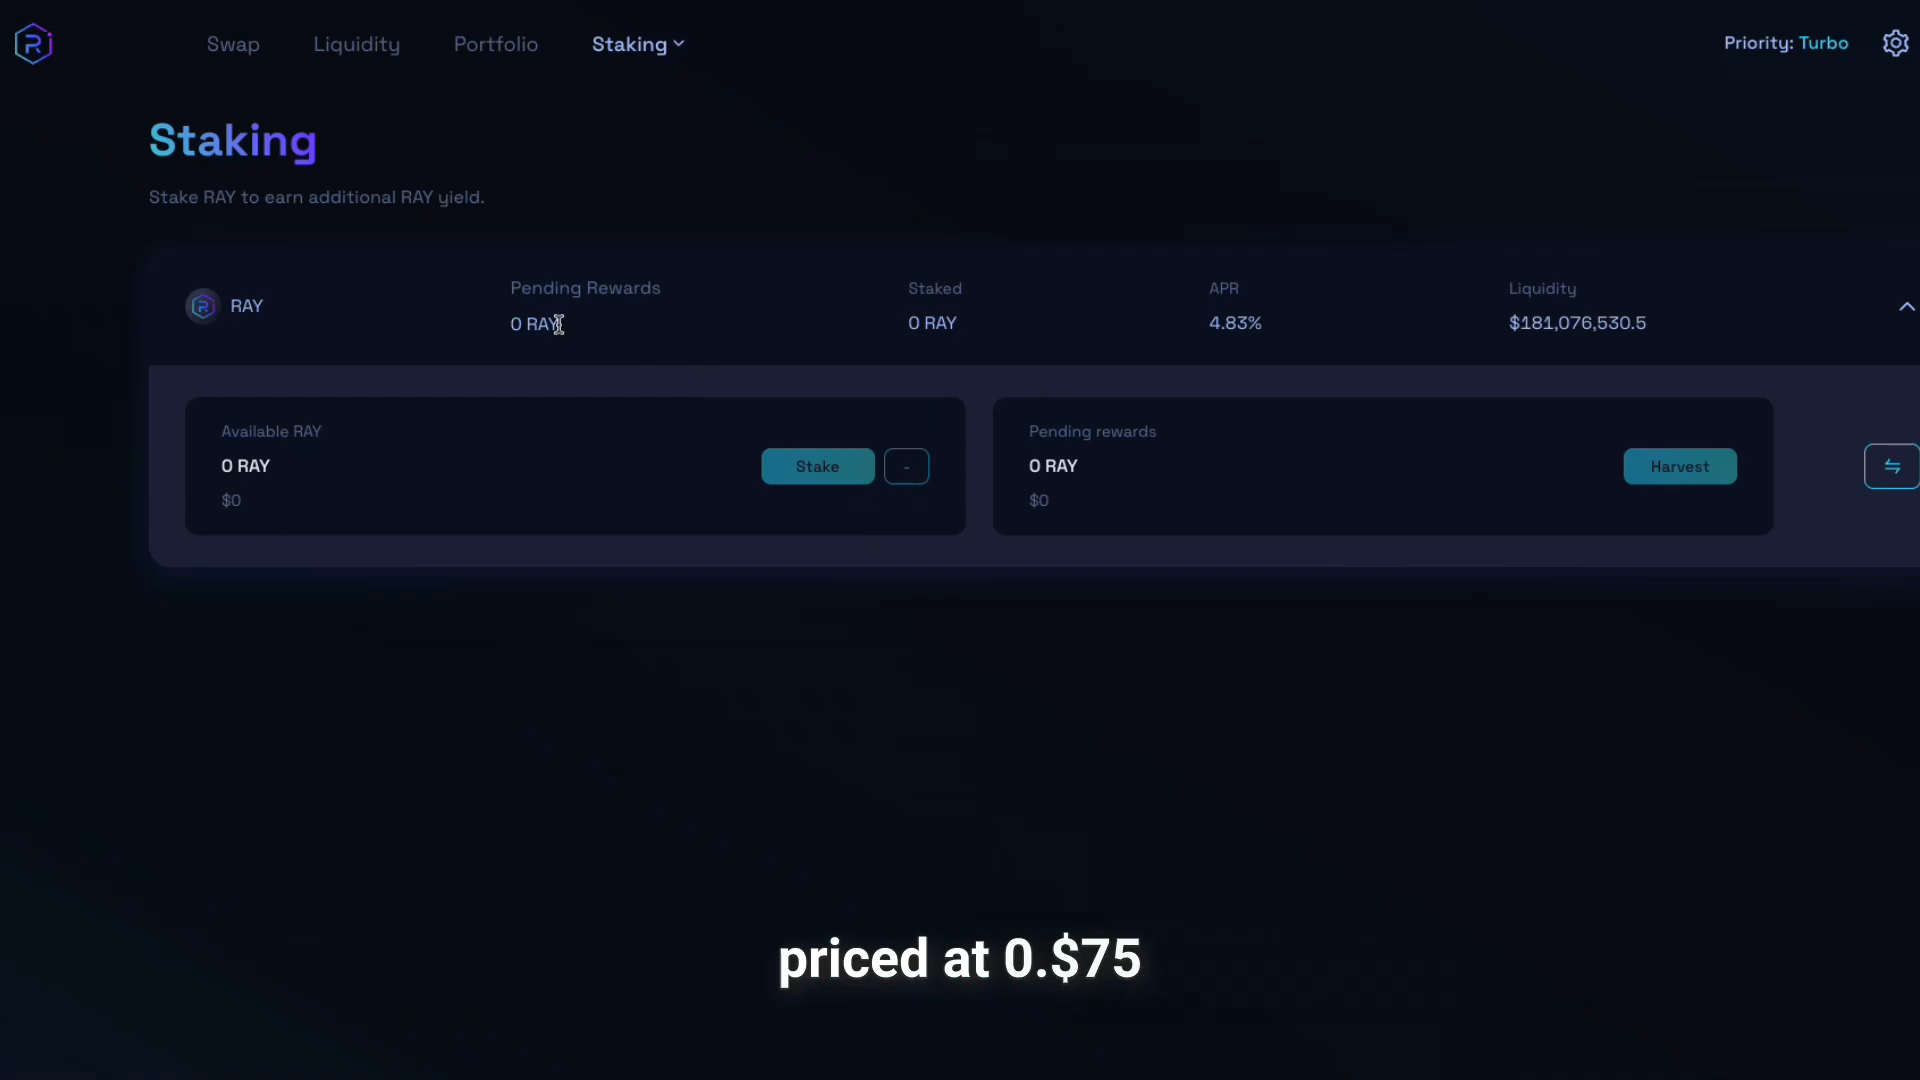 Swap Liquidity Portfolio Staking Priority: Turbo
Staking
Stake RAY to earn additional RAY yield.
RAY
Pending Rewards
0 RAY
Staked
0 RAY
APR
4.83%
Liquidity
$181,076,530.5
Available RAY
0 RAY
$0
Stake
-
Pending rewards
0 RAY
$0
Harvest
priced at 0.$75